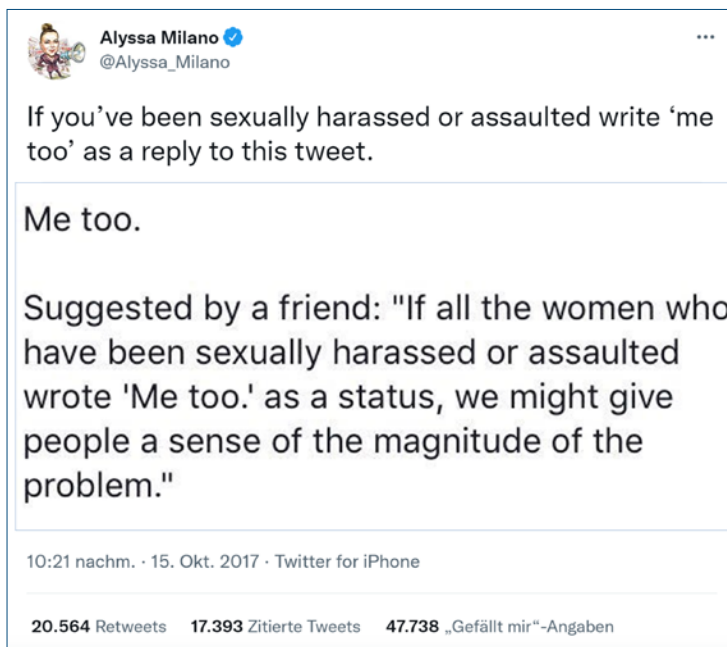 Alyssa Milano
@Alyssa_Milano
If you’ve been sexually harassed or assaulted write ‘me
too’ as a reply to this tweet.
Me too.
Suggested by a friend: "If all the women who
have been sexually harassed or assaulted
wrote 'Me too.' as a status, we might give
people a sense of the magnitude of the
problem."
10:21 nachm. · 15. Okt. 2017 · Twitter for iPhone
20.564 Retweets 17.393 Zitierte Tweets 47.738 „Gefällt mir“-Angaben